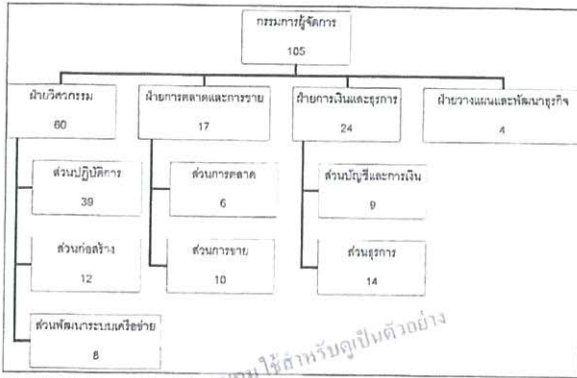 กรรมการผู้จัดการ
105
ฝ่ายวิศวกรรม
60
ฝ่ายการตลาดและการขาย
17
ฝ่ายการเงินและธุรการ
24
ฝ่ายวางแผนและพัฒนาธุรกิจ
4
ส่วนปฏิบัติการ
39
ส่วนการตลาด
6
ส่วนบัญชีและการเงิน
9
ส่วนก่อสร้าง
12
ส่วนการขาย
10
ส่วนธุรการ
14
ส่วนพัฒนาระบบเครือข่าย
8
ใช้สำหรับดูเป็นตัวอย่าง